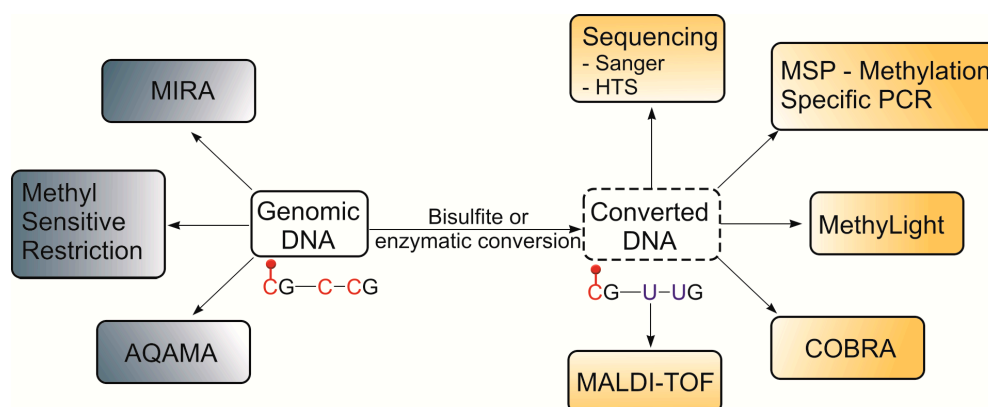 MIRA
Methyl
Sensitive
Restriction
AQAMA
Genomic
DNA
CG—C-CG
Bisulfite or
enzymatic conversion
Converted
DNA
CG—U-UG
Sequencing
- Sanger
- HTS
MSP - Methylation
Specific PCR
MethyLight
COBRA
MALDI-TOF